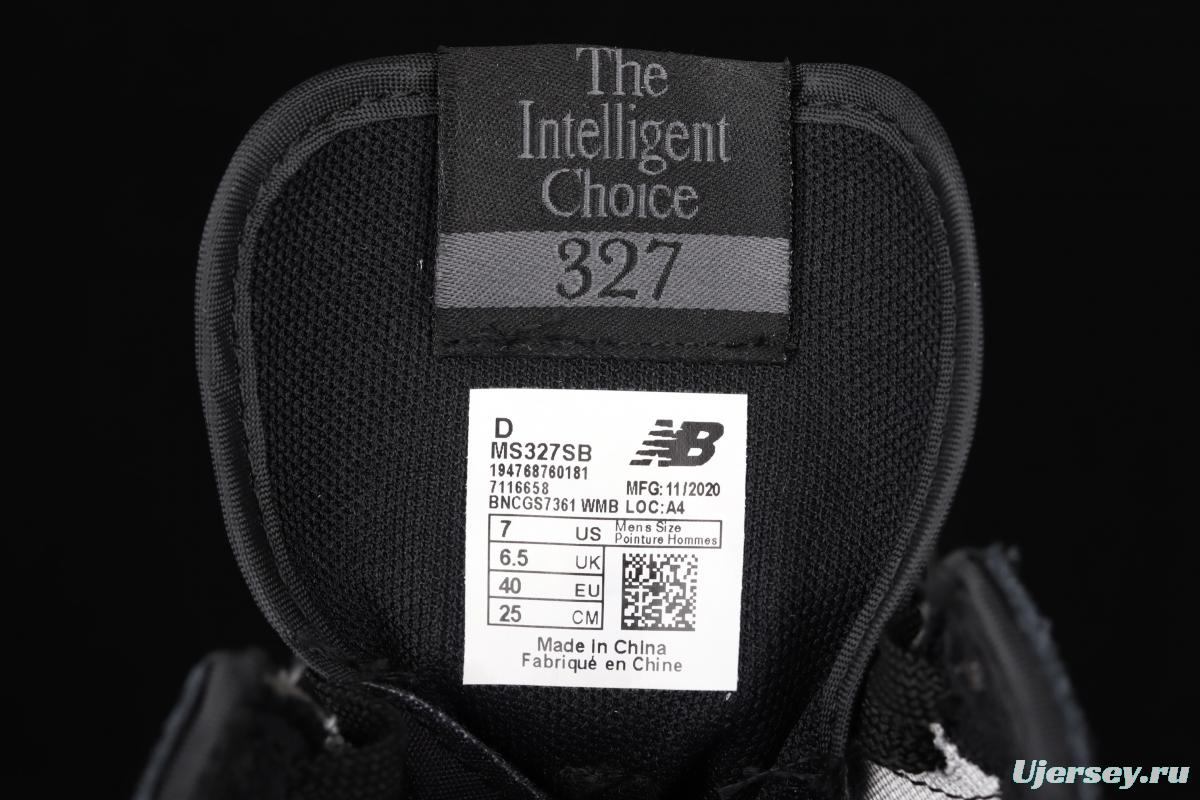 The
Intelligent
Choice
327
D
MS327SB
194768760181
7116658
MFG: 11/2020
BNCGS7361 WMB LOC:A4
NB
7 US
Mens Size
Pointure Hommes
6.5 UK
40 EU
25 CM
Made In China
Fabriqué en Chine
Ujersey.ru